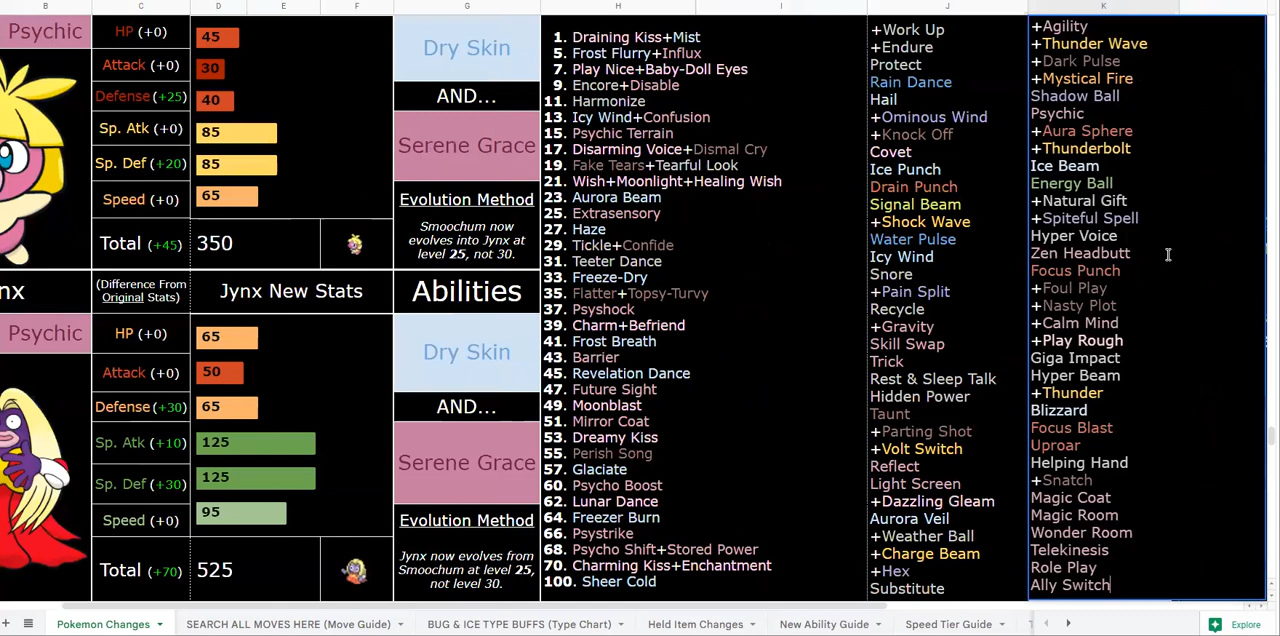 B C D E F G H I J K
Psychic
HP (+0)
45
Attack (+0)
30
Defense (+25)
40
Sp. Atk (+0)
85
Sp. Def (+20)
85
Speed (+0)
65
Total (+45)
350
Dry Skin
AND...
Serene Grace
Evolution Method
Smoochum now
evolves into Jynx at
level 25, not 30.
nx
(Difference From
Original Stats)
Jynx New Stats
Abilities
Psychic
HP (+0)
65
Attack (+0)
50
Defense (+30)
65
Sp. Atk (+10)
125
Sp. Def (+30)
125
Speed (+0)
95
Total (+70)
525
Dry Skin
AND...
Serene Grace
Evolution Method
Jynx now evolves from
Smoochum at level 25,
not level 30.
1. Draining Kiss+Mist
5. Frost Flurry+Influx
7. Play Nice+Baby-Doll Eyes
9. Encore+Disable
11. Harmonize
13. Icy Wind+Confusion
15. Psychic Terrain
17. Disarming Voice+Dismal Cry
19. Fake Tears+Tearful Look
21. Wish+Moonlight+Healing Wish
23. Aurora Beam
25. Extrasensory
27. Haze
29. Tickle+Confide
31. Teeter Dance
33. Freeze-Dry
35. Flatter+Topsy-Turvy
37. Psyshock
39. Charm+Befriend
41. Frost Breath
43. Barrier
45. Revelation Dance
47. Future Sight
49. Moonblast
51. Mirror Coat
53. Dreamy Kiss
55. Perish Song
57. Glaciate
60. Psycho Boost
62. Lunar Dance
64. Freezer Burn
66. Psystrike
68. Psycho Shift+Stored Power
70. Charming Kiss+Enchantment
100. Sheer Cold
+Work Up
+Endure
Protect
Rain Dance
Hail
+Ominous Wind
+Knock Off
Covet
Ice Punch
Drain Punch
Signal Beam
+Shock Wave
Water Pulse
Icy Wind
Snore
+Pain Split
Recycle
+Gravity
Skill Swap
Trick
Rest & Sleep Talk
Hidden Power
Taunt
+Parting Shot
+Volt Switch
Reflect
Light Screen
+Dazzling Gleam
Aurora Veil
+Weather Ball
+Charge Beam
+Hex
Substitute
+Agility
+Thunder Wave
+Dark Pulse
+Mystical Fire
Shadow Ball
Psychic
+Aura Sphere
+Thunderbolt
Ice Beam
Energy Ball
+Natural Gift
+Spiteful Spell
Hyper Voice
Zen Headbutt
Focus Punch
+Foul Play
+Nasty Plot
+Calm Mind
+Play Rough
Giga Impact
Hyper Beam
+Thunder
Blizzard
Focus Blast
Uproar
Helping Hand
+Snatch
Magic Coat
Magic Room
Wonder Room
Telekinesis
Role Play
Ally Switch
Pokemon Changes
SEARCH ALL MOVES HERE (Move Guide)
BUG & ICE TYPE BUFFS (Type Chart)
Held Item Changes
New Ability Guide
Speed Tier Guide
Explore